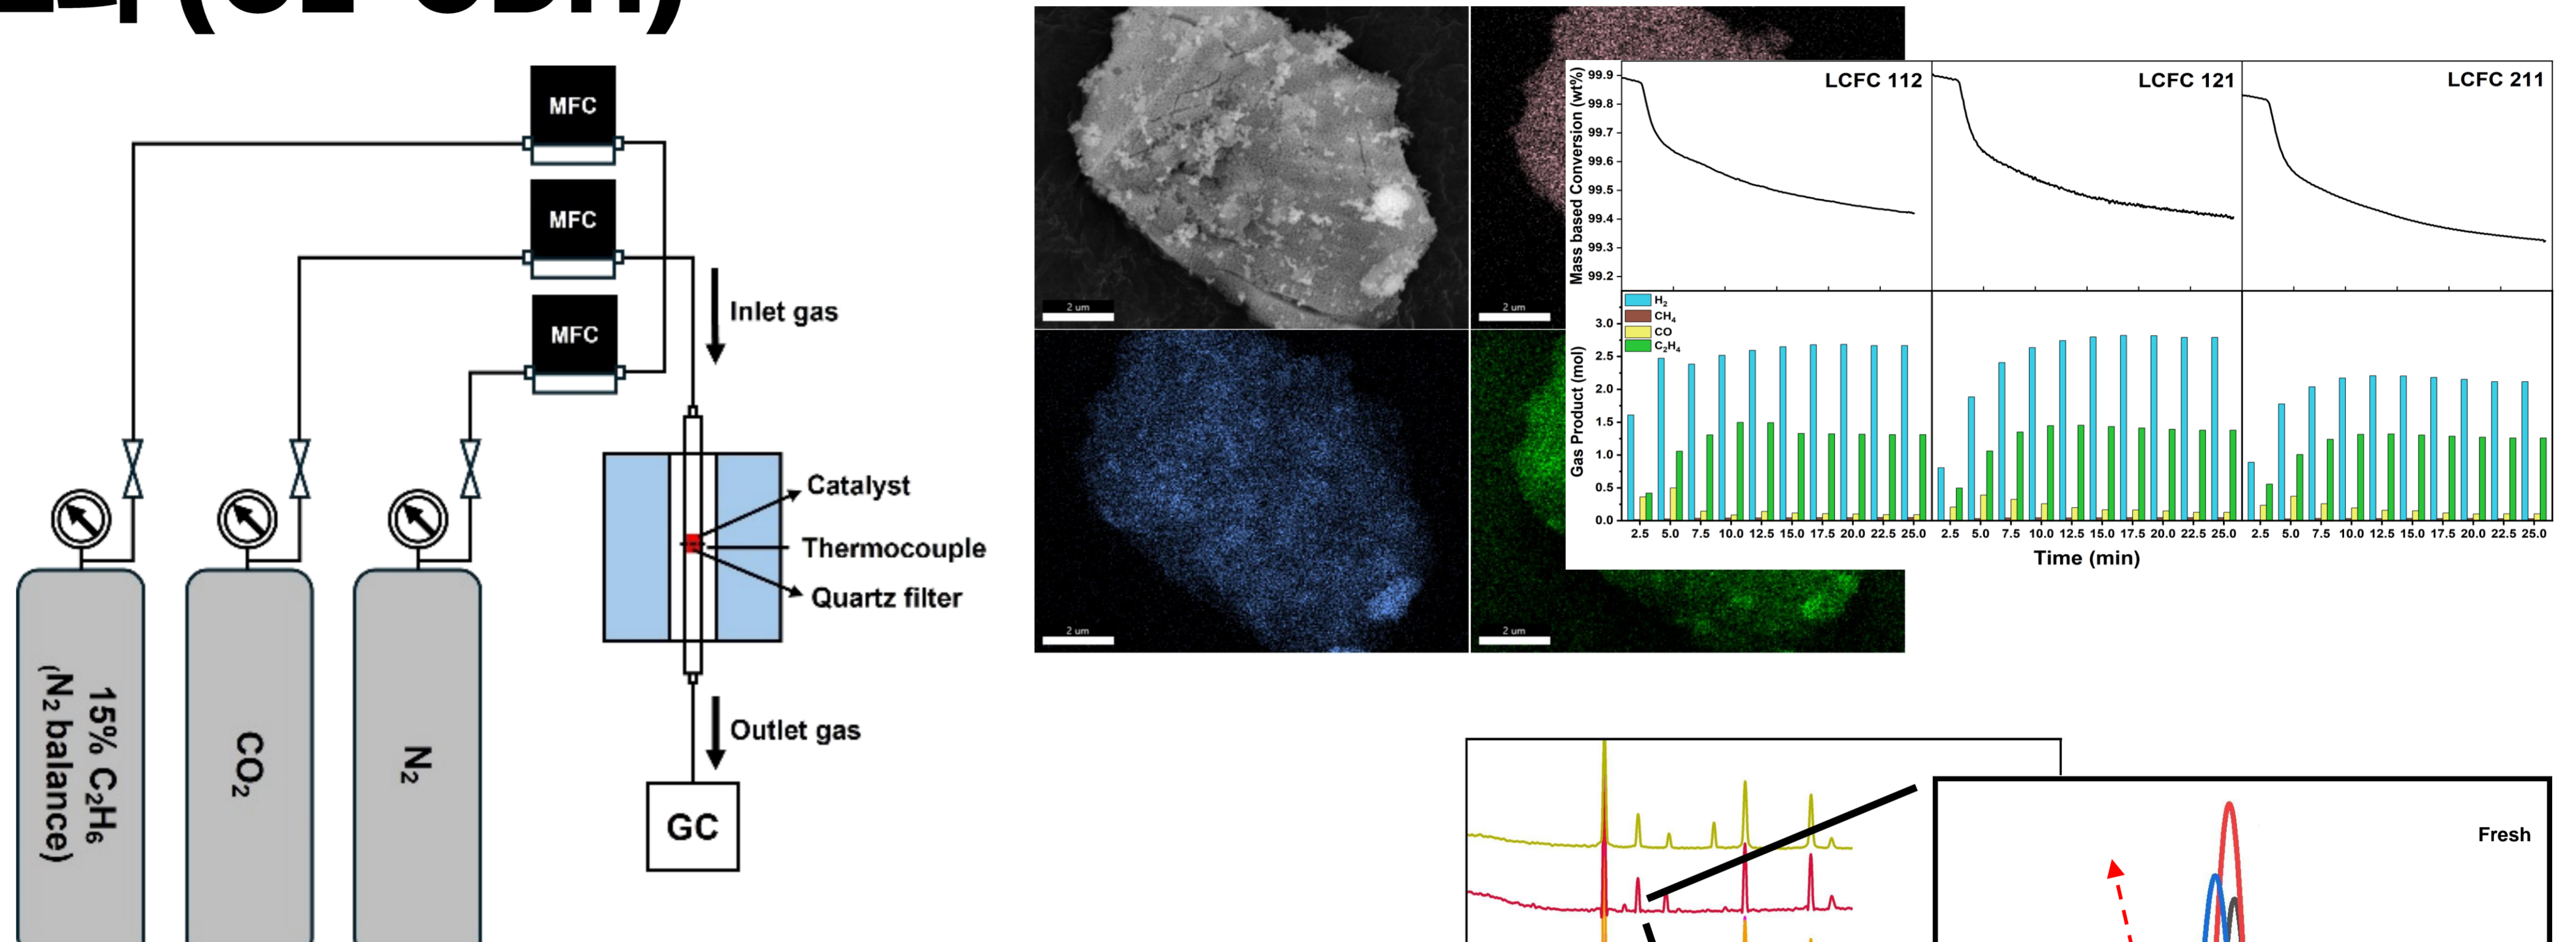 (CL-ODH)
MFC
MFC
MFC
Inlet gas
Catalyst
Thermocouple
Quartz filter
Outlet gas
GC
15% C₂H₆
(N₂ balance)
CO₂
N₂
2 um
2 um
2 um
2 um
LCFC 112
LCFC 121
LCFC 211
Mass based Conversion (wt%)
99.9
99.8
99.7
99.6
99.5
99.4
99.3
99.2
H₂
CH₄
CO
C₂H₄
Gas Product (mol)
3.0
2.5
2.0
1.5
1.0
0.5
0.0
2.5 5.0 7.5 10.0 12.5 15.0 17.5 20.0 22.5 25.0
2.5 5.0 7.5 10.0 12.5 15.0 17.5 20.0 22.5 25.0
2.5 5.0 7.5 10.0 12.5 15.0 17.5 20.0 22.5 25.0
Time (min)
Fresh